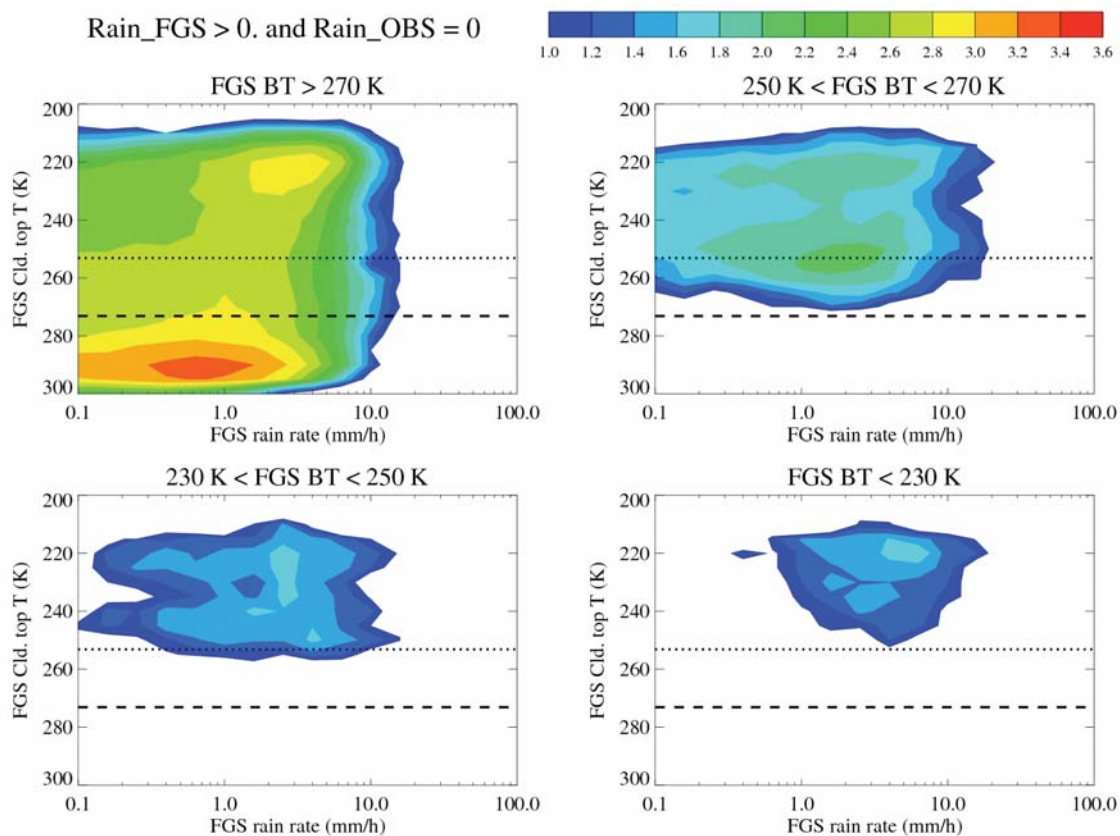 Rain_FGS > 0. and Rain_OBS = 0
1.0 1.2 1.4 1.6 1.8 2.0 2.2 2.4 2.6 2.8 3.0 3.2 3.4 3.6
FGS BT > 270 K
200
220
240
260
280
300
FGS Cld. top T (K)
0.1 1.0 10.0 100.0
FGS rain rate (mm/h)
250 K < FGS BT < 270 K
200
220
240
260
280
300
FGS Cld. top T (K)
0.1 1.0 10.0 100.0
FGS rain rate (mm/h)
230 K < FGS BT < 250 K
200
220
240
260
280
300
FGS Cld. top T (K)
0.1 1.0 10.0 100.0
FGS rain rate (mm/h)
FGS BT < 230 K
200
220
240
260
280
300
FGS Cld. top T (K)
0.1 1.0 10.0 100.0
FGS rain rate (mm/h)